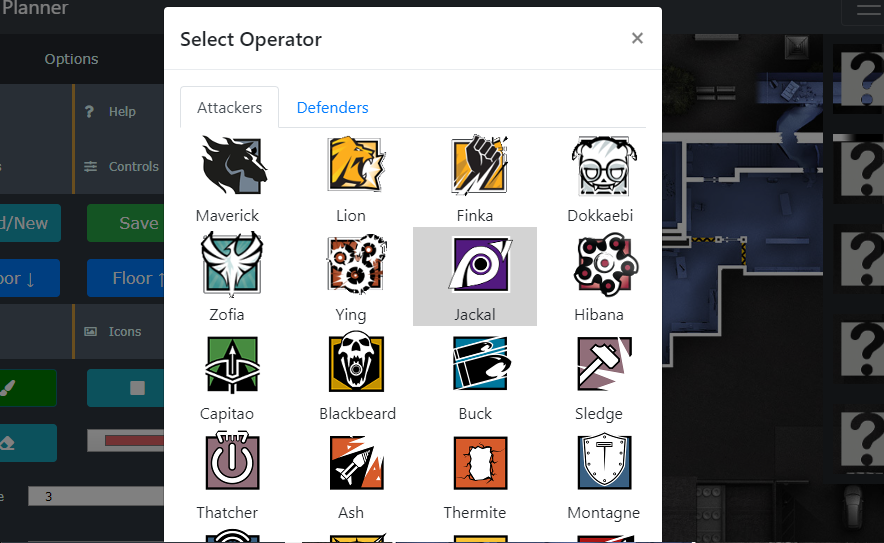 Planner
Select Operator
×
Options
Attackers
Defenders
Help
Controls
Maverick
Lion
Finka
Dokkaebi
d/New
Save
Zofia
Ying
Jackal
Hibana
oor ↓
Floor ↑
Icons
Capitao
Blackbeard
Buck
Sledge
Thatcher
Ash
Thermite
Montagne
3